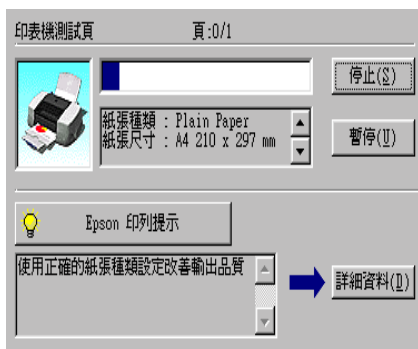 印表機測試頁 頁:0/1
停止(S)
紙張種類 : Plain Paper
紙張尺寸 : A4 210 x 297 mm
暫停(U)
Epson 印列提示
使用正確的紙張種類設定改善輸出品質
詳細資料(D)